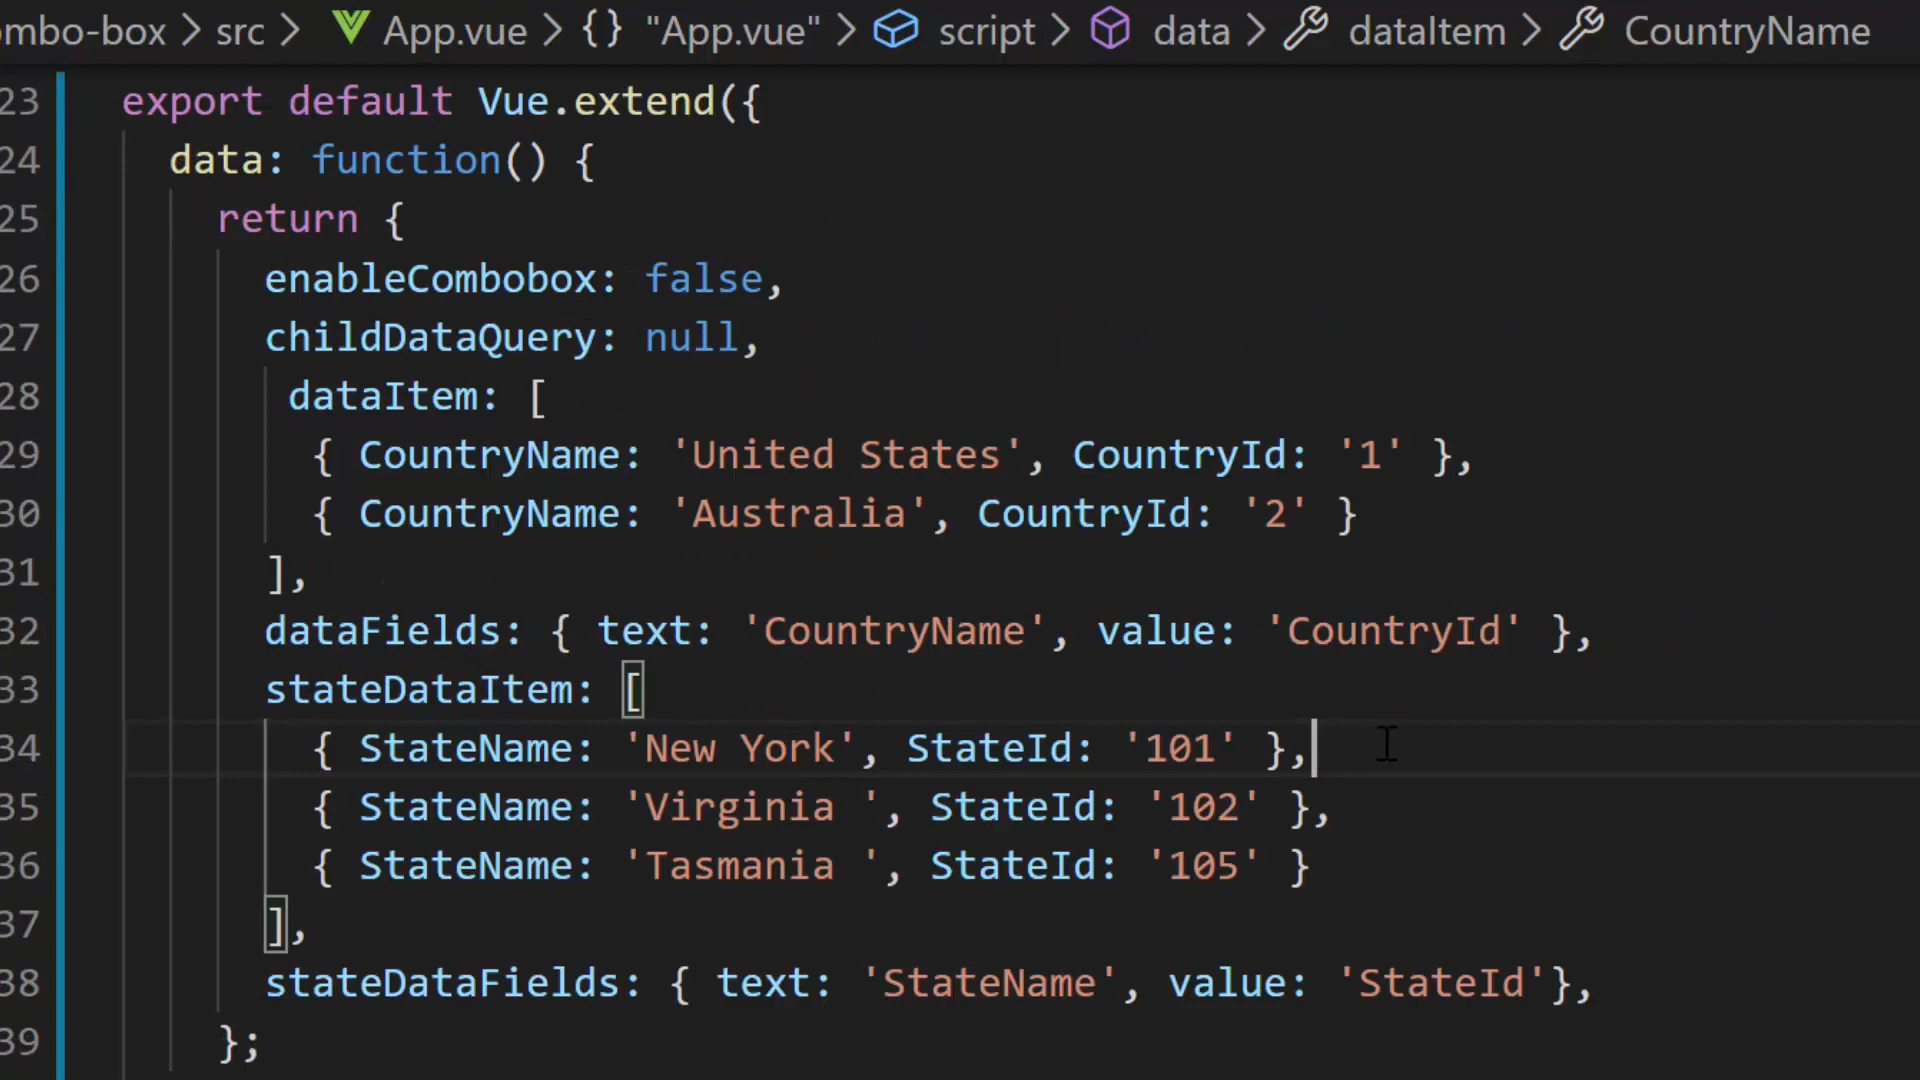 mbo-box > src > App.vue > {} "App.vue" > script > data > dataItem > CountryName
23 export default Vue.extend({
24 data: function() {
25 return {
26 enableCombobox: false,
27 childDataQuery: null,
28 dataItem: [
29 { CountryName: 'United States', CountryId: '1' },
30 { CountryName: 'Australia', CountryId: '2' }
31 ],
32 dataFields: { text: 'CountryName', value: 'CountryId' },
33 stateDataItem: [
34 { StateName: 'New York', StateId: '101' },
35 { StateName: 'Virginia ', StateId: '102' },
36 { StateName: 'Tasmania ', StateId: '105' }
37 ],
38 stateDataFields: { text: 'StateName', value: 'StateId'},
39 };